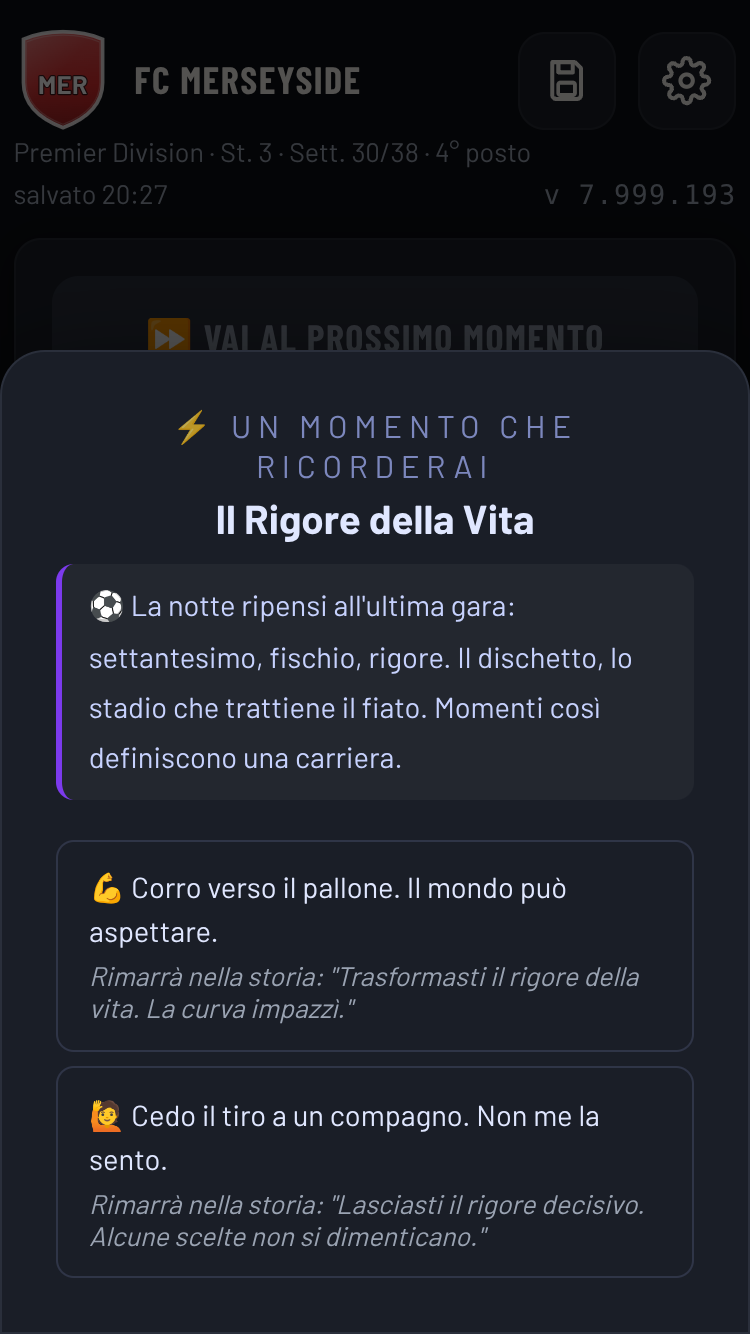 MER
FC MERSEYSIDE
Premier Division · St. 3 · Sett. 30/38 · 4° posto
salvato 20:27
v 7.999.193
⏩ VAI AL PROSSIMO MOMENTO
⚡ UN MOMENTO CHE
RICORDERAI
Il Rigore della Vita
⚽ La notte ripensi all'ultima gara:
settantesimo, fischio, rigore. Il dischetto, lo
stadio che trattiene il fiato. Momenti così
definiscono una carriera.
💪 Corro verso il pallone. Il mondo può
aspettare.
Rimarrà nella storia: "Trasformasti il rigore della
vita. La curva impazzì."
🙋 Cedo il tiro a un compagno. Non me la
sento.
Rimarrà nella storia: "Lasciasti il rigore decisivo.
Alcune scelte non si dimenticano."